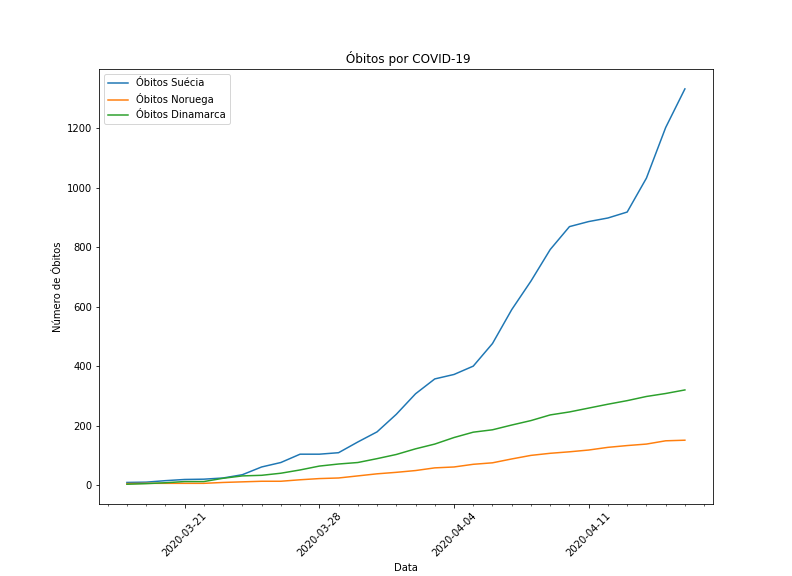 Óbitos por COVID-19
Óbitos Suécia
Óbitos Noruega
Óbitos Dinamarca
Número de Óbitos
1200
1000
800
600
400
200
0
2020-03-21
2020-03-28
2020-04-04
2020-04-11
Data